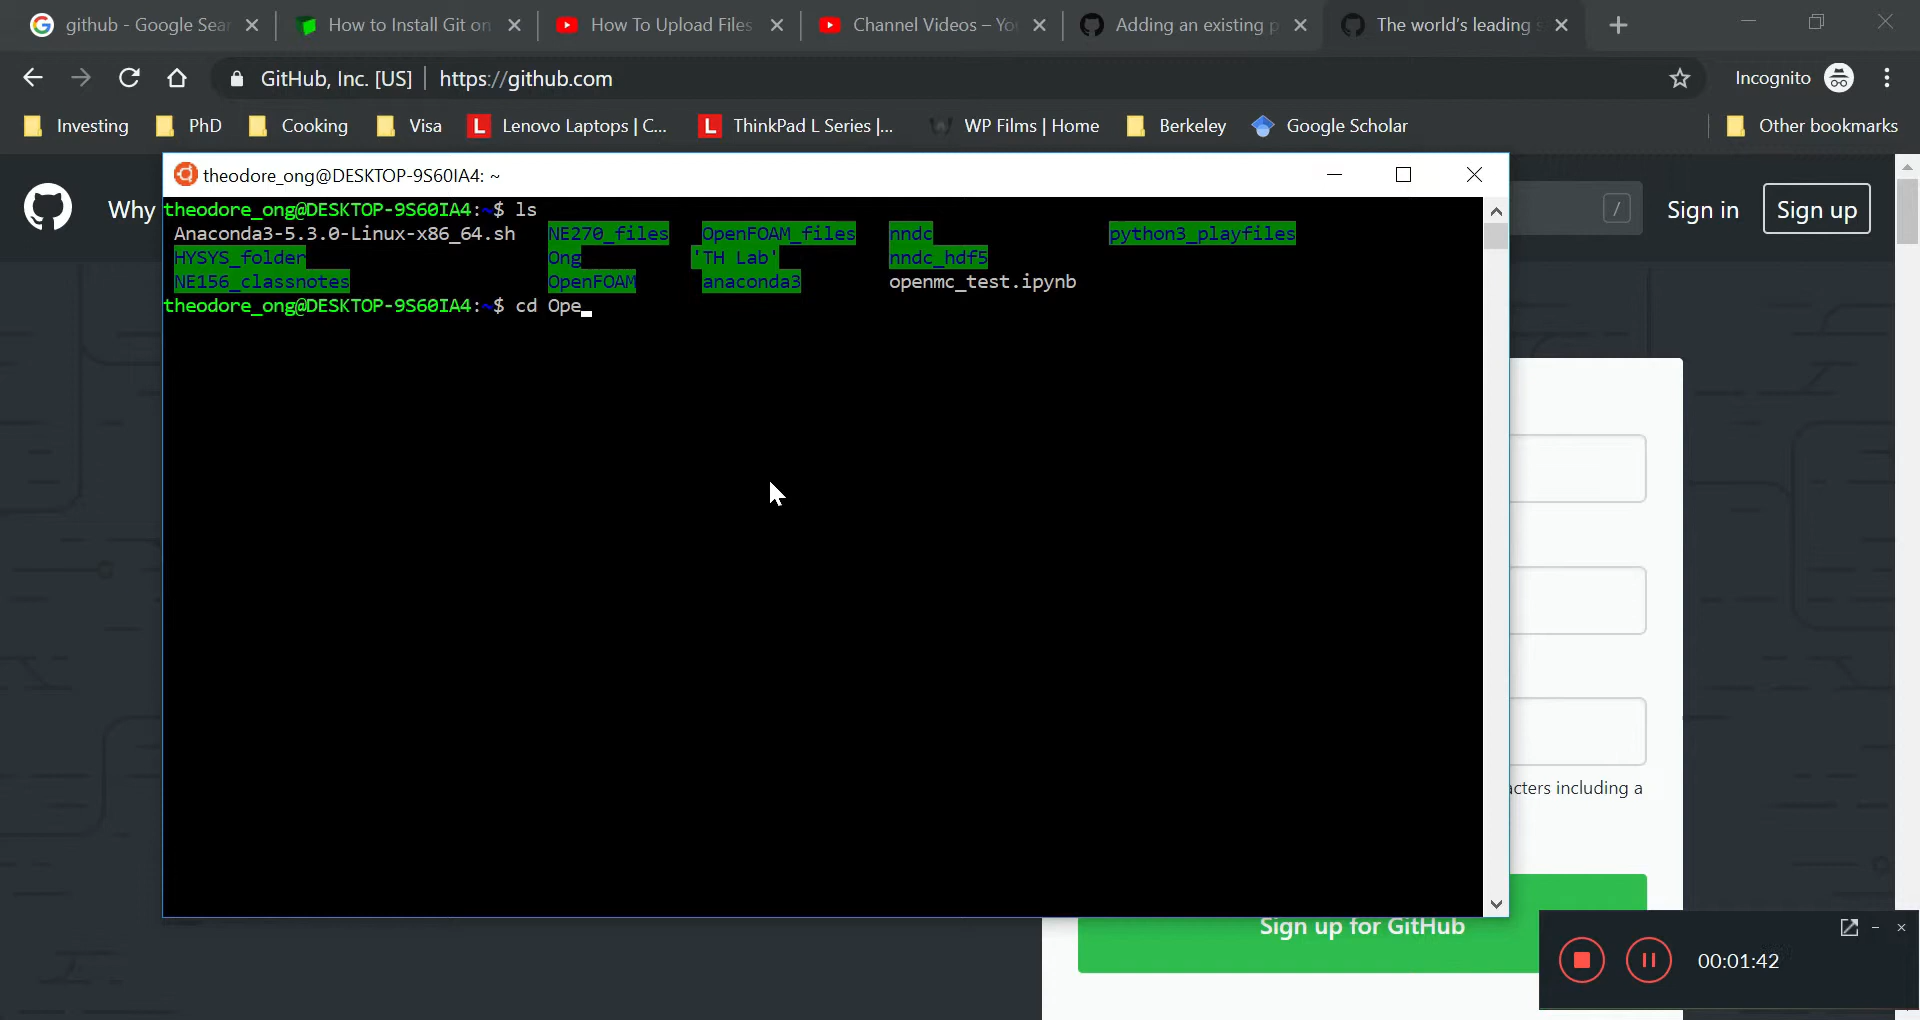 github - Google Sear
How to Install Git on
How To Upload Files
Channel Videos – Yo
Adding an existing p
The world's leading s
GitHub, Inc. [US] https://github.com
Incognito
Investing PhD Cooking Visa L Lenovo Laptops | C... L ThinkPad L Series |... WP Films | Home Berkeley Google Scholar Other bookmarks
theodore_ong@DESKTOP-9S60IA4: ~
Why / Sign in Sign up
theodore_ong@DESKTOP-9S60IA4:~$ ls
Anaconda3-5.3.0-Linux-x86_64.sh NE270_files OpenFOAM_files nndc python3_playfiles
HYSYS_folder Ong 'TH Lab' nndc_hdf5
NE156_classnotes OpenFOAM anaconda3 openmc_test.ipynb
theodore_ong@DESKTOP-9S60IA4:~$ cd Ope
acters including a
Sign up for GitHub
00:01:42